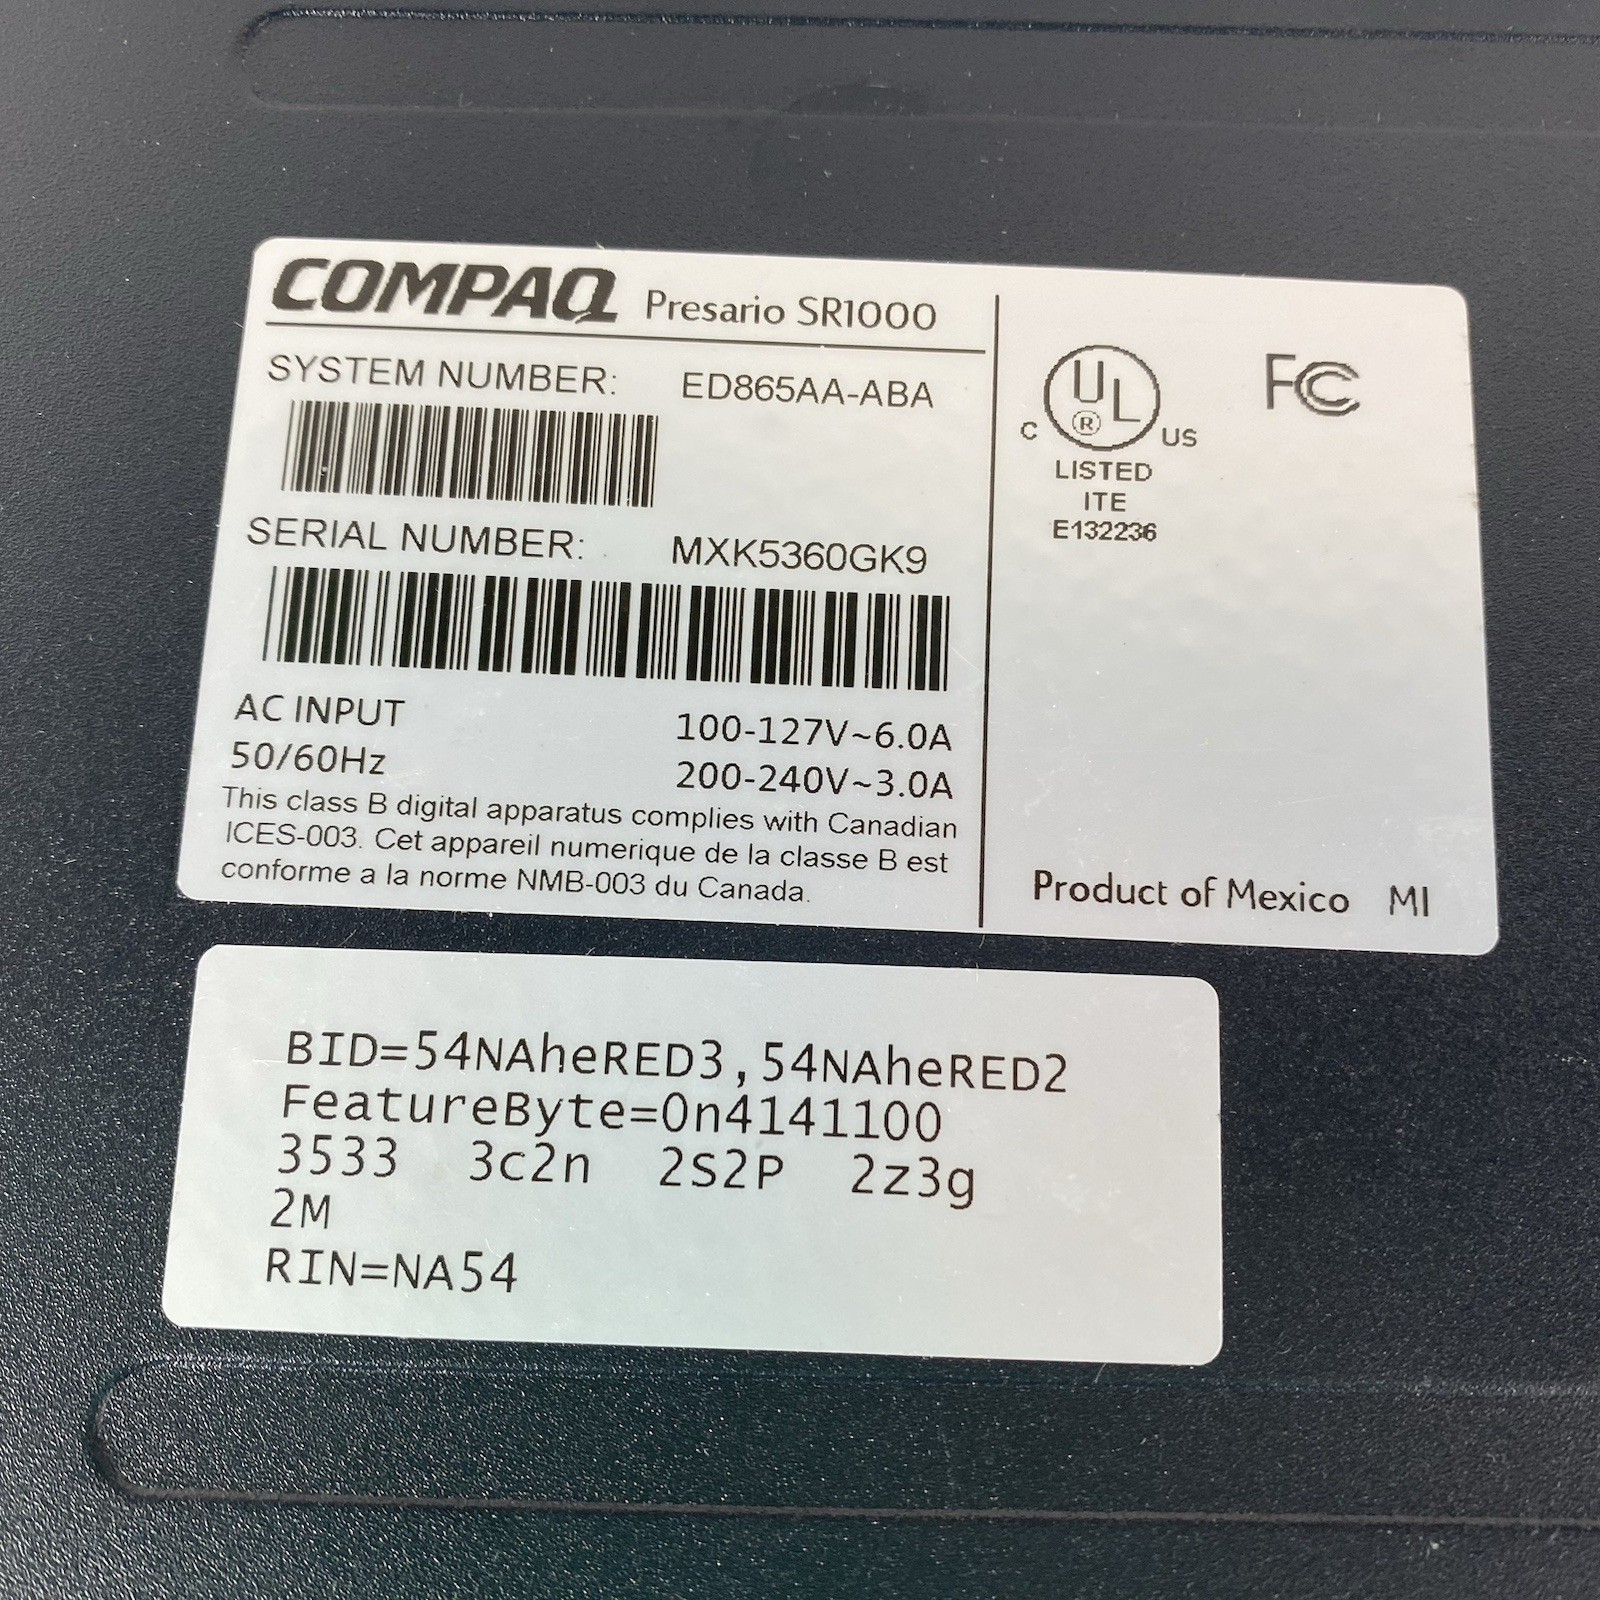 COMPAQ Presario SR1000
SYSTEM NUMBER: ED865AA-ABA
SERIAL NUMBER: MXK5360GK9
AC INPUT 100-127V~6.0A
50/60Hz 200-240V~3.0A
This class B digital apparatus complies with Canadian
ICES-003. Cet appareil numerique de la classe B est
conforme a la norme NMB-003 du Canada.
C UL ® US
FC
LISTED
ITE
E132236
Product of Mexico MI
BID=54NAheRED3,54NAheRED2
FeatureByte=0n4141100
3533 3c2n 2S2P 2z3g
2M
RIN=NA54